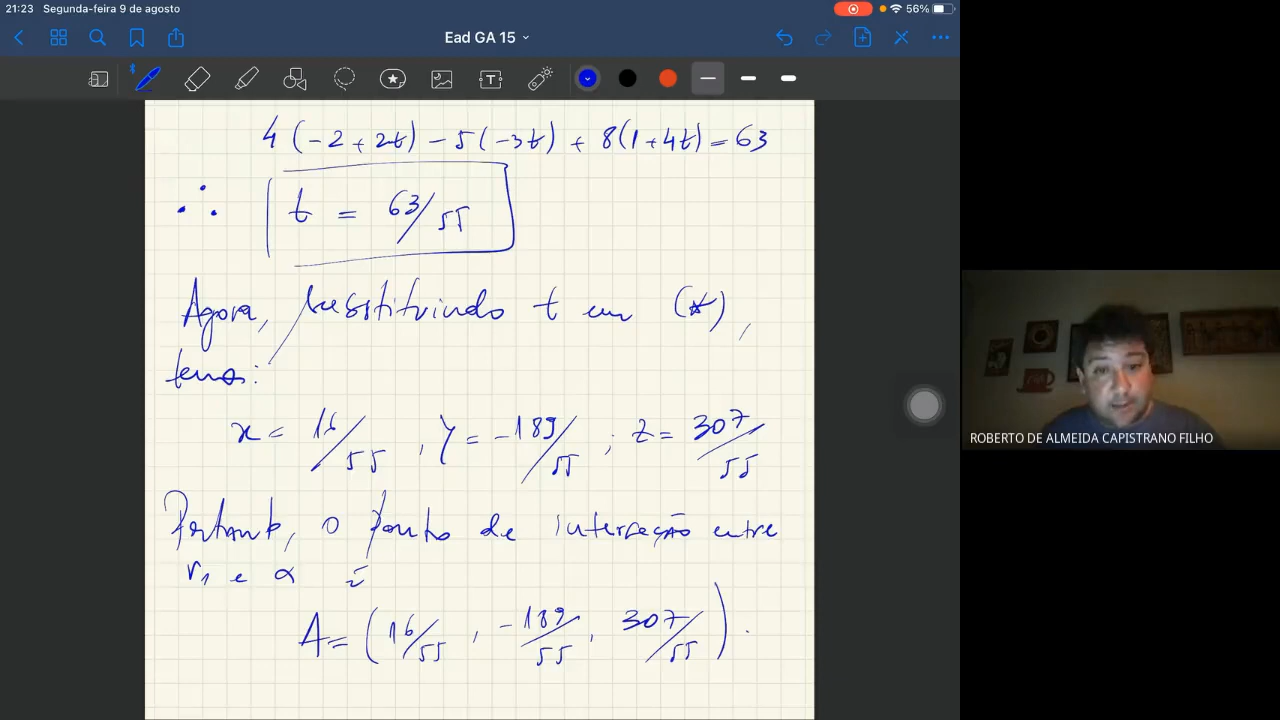 21:23 Segunda-feira 9 de agosto
56%
Ead GA 15
4(-2+2t) - 5(-3t) + 8(1+4t) = 63
∴ t = 63/55
Agora, substituindo t em (*),
temos:
x = 16/55, y = -189/55; z = 307/55
Portanto, o ponto de interseção entre
r₁ e α é
A = (16/55, -189/55, 307/55).
ROBERTO DE ALMEIDA CAPISTRANO FILHO